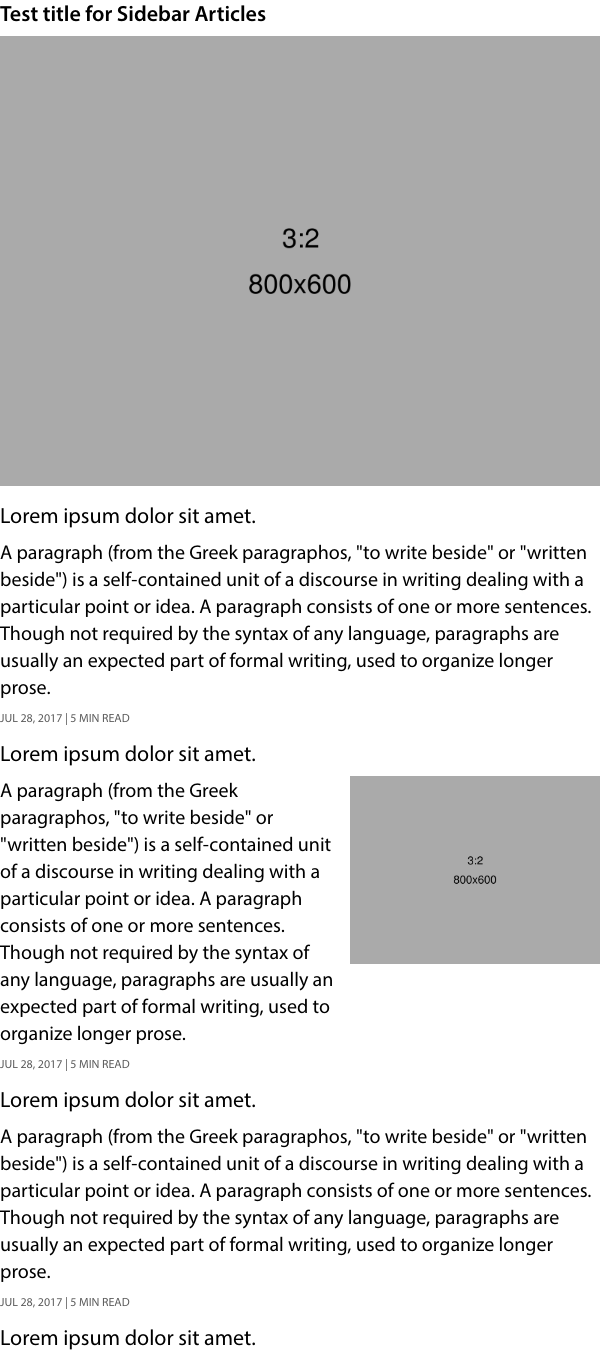 Test title for Sidebar Articles
3:2
800x600
Lorem ipsum dolor sit amet.
A paragraph (from the Greek paragraphos, "to write beside" or "written
beside") is a self-contained unit of a discourse in writing dealing with a
particular point or idea. A paragraph consists of one or more sentences.
Though not required by the syntax of any language, paragraphs are
usually an expected part of formal writing, used to organize longer
prose.
JUL 28, 2017 | 5 MIN READ
Lorem ipsum dolor sit amet.
A paragraph (from the Greek
paragraphos, "to write beside" or
"written beside") is a self-contained unit
of a discourse in writing dealing with a
particular point or idea. A paragraph
consists of one or more sentences.
Though not required by the syntax of
any language, paragraphs are usually an
expected part of formal writing, used to
organize longer prose.
3:2
800x600
JUL 28, 2017 | 5 MIN READ
Lorem ipsum dolor sit amet.
A paragraph (from the Greek paragraphos, "to write beside" or "written
beside") is a self-contained unit of a discourse in writing dealing with a
particular point or idea. A paragraph consists of one or more sentences.
Though not required by the syntax of any language, paragraphs are
usually an expected part of formal writing, used to organize longer
prose.
JUL 28, 2017 | 5 MIN READ
Lorem ipsum dolor sit amet.